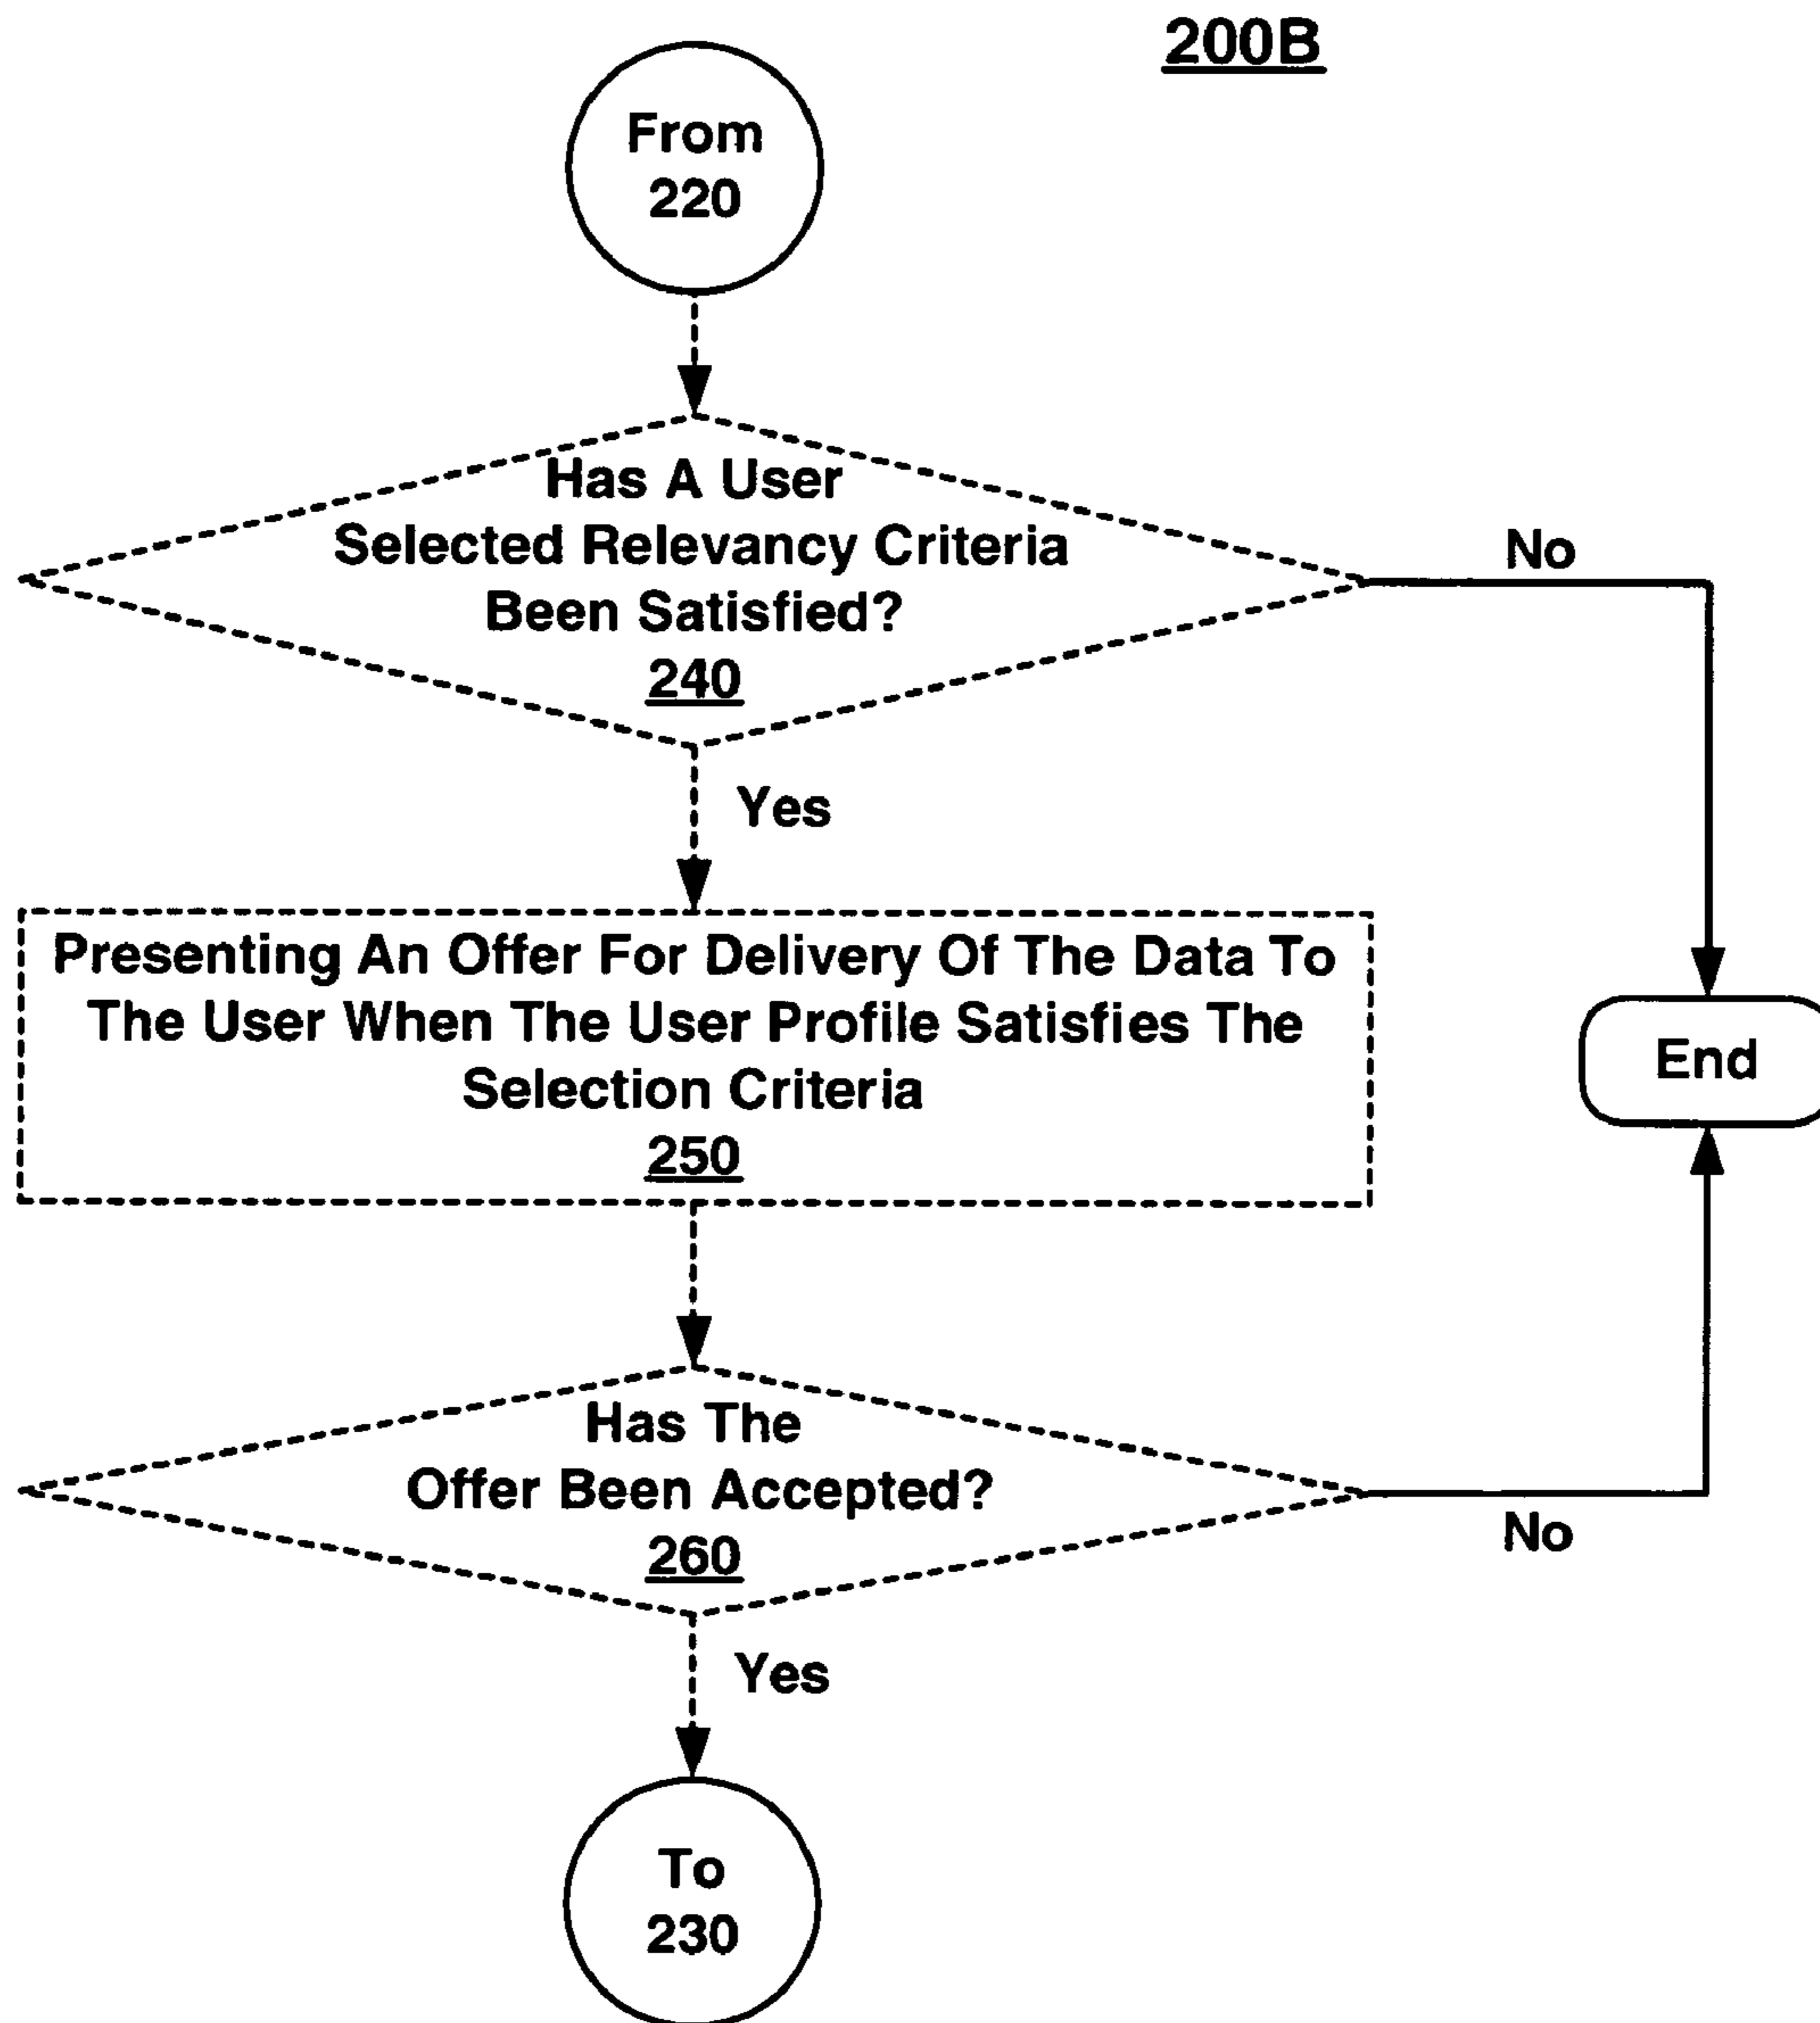 200B
From
220
Has A User
Selected Relevancy Criteria
Been Satisfied?
240
No
Yes
Presenting An Offer For Delivery Of The Data To
The User When The User Profile Satisfies The
Selection Criteria
250
End
Has The
Offer Been Accepted?
260
No
Yes
To
230